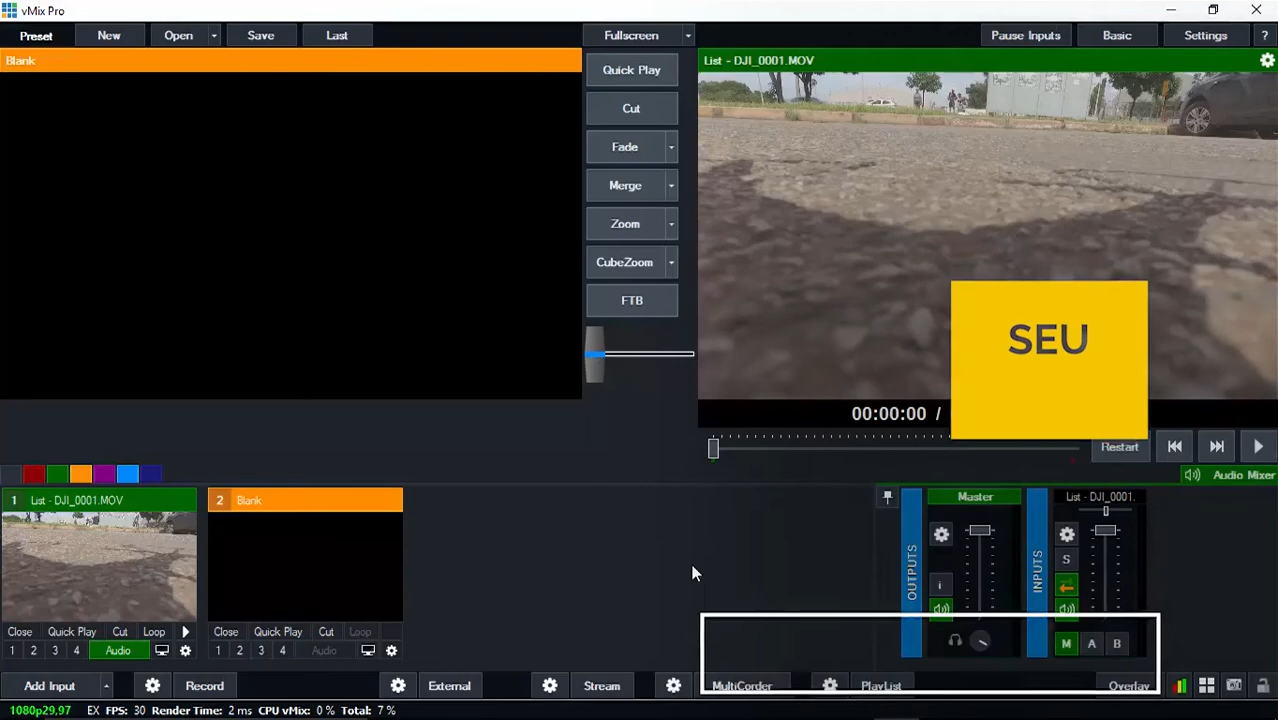 vMix Pro
Preset New Open Save Last Fullscreen Pause Inputs Basic Settings ?
Blank
List - DJI_0001.MOV
Quick Play
Cut
Fade
Merge
Zoom
CubeZoom
FTB
SEU
00:00:00 /
Restart
Audio Mixer
1 List - DJI_0001.MOV
2 Blank
Master
List - DJI_0001.
OUTPUTS
INPUTS
S
i
Close Quick Play Cut Loop
Close Quick Play Cut Loop
1 2 3 4 Audio
1 2 3 4 Audio
M A B
Add Input Record External Stream MultiCorder PlayList Overlay
1080p29,97 EX FPS: 30 Render Time: 2 ms CPU vMix: 0 % Total: 7 %